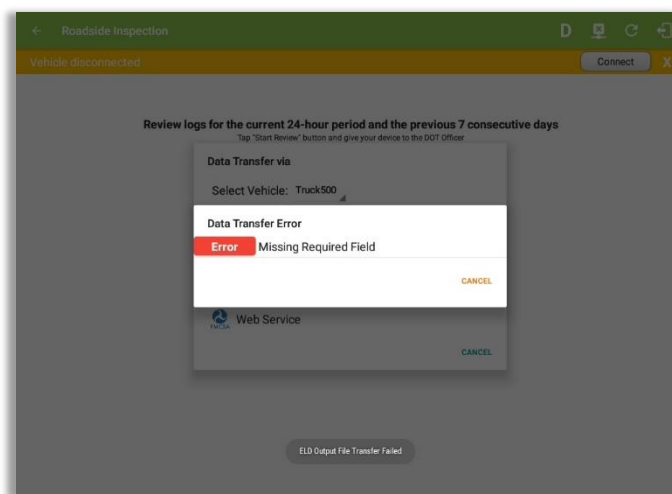 Roadside Inspection
D
Vehicle disconnected
Connect
X
Review logs for the current 24-hour period and the previous 7 consecutive days
Tap "Start Review" button and give your device to the DOT Officer
Data Transfer via
Select Vehicle: Truck500
Data Transfer Error
Error Missing Required Field
CANCEL
Web Service
CANCEL
ELD Output File Transfer Failed